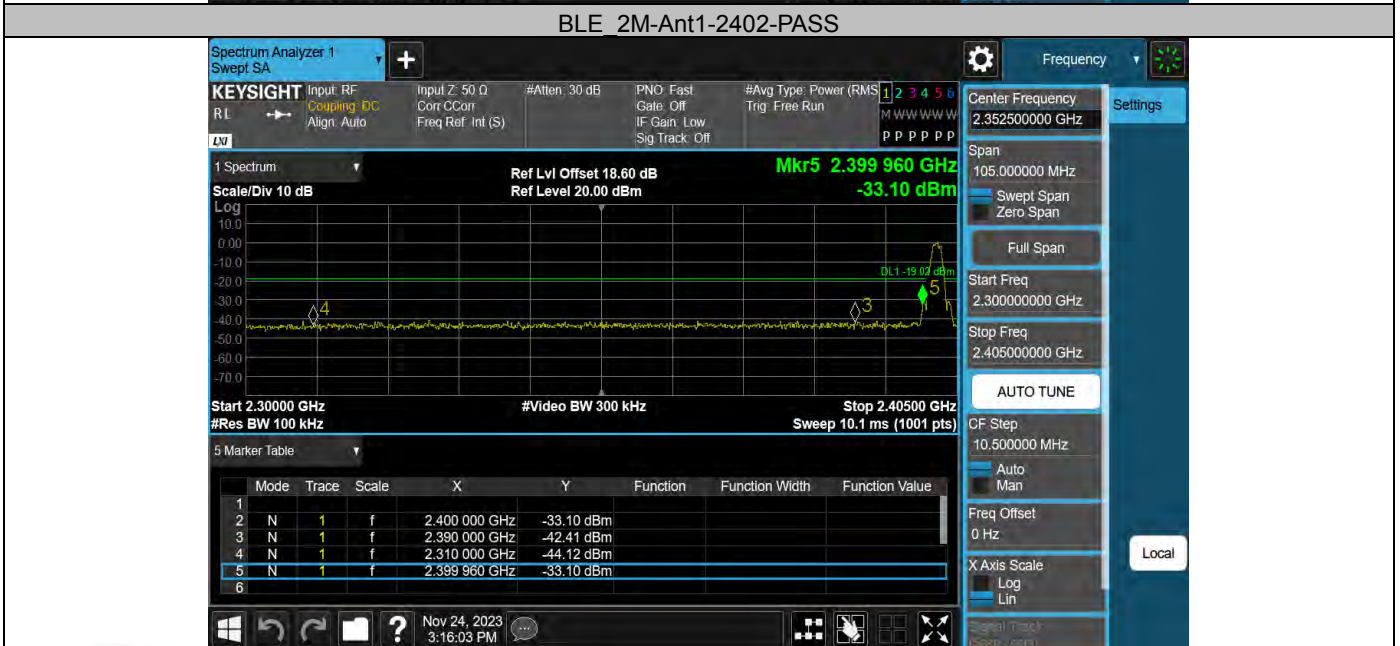 BLE_2M-Ant1-2402-PASS
Spectrum Analyzer 1
Swept SA
+
Frequency
KEYSIGHT
RL
LXI
Input: RF
Coupling: DC
Align: Auto
Input Z: 50 Ω
Corr CCorr
Freq Ref: Int (S)
#Atten: 30 dB
PNO: Fast
Gate: Off
IF Gain: Low
Sig Track: Off
#Avg Type: Power (RMS
Trig: Free Run
1 2 3 4 5 6
M W W W W W
P P P P P P
Center Frequency
2.352500000 GHz
Settings
Span
105.000000 MHz
Swept Span
Zero Span
Full Span
Start Freq
2.300000000 GHz
Stop Freq
2.405000000 GHz
AUTO TUNE
CF Step
10.500000 MHz
Auto
Man
Freq Offset
0 Hz
X Axis Scale
Log
Lin
Signal Track
Local
1 Spectrum
Scale/Div 10 dB
Log
Ref Lvl Offset 18.60 dB
Ref Level 20.00 dBm
Mkr5 2.399 960 GHz
-33.10 dBm
10.0
0.00
-10.0
-20.0
-30.0
-40.0
-50.0
-60.0
-70.0
DL1 -19.02 dBm
4
3
5
Start 2.30000 GHz
#Res BW 100 kHz
#Video BW 300 kHz
Stop 2.40500 GHz
Sweep 10.1 ms (1001 pts)
5 Marker Table
Mode Trace Scale X Y Function Function Width Function Value
1
2 N 1 f 2.400 000 GHz -33.10 dBm
3 N 1 f 2.390 000 GHz -42.41 dBm
4 N 1 f 2.310 000 GHz -44.12 dBm
5 N 1 f 2.399 960 GHz -33.10 dBm
6
?
Nov 24, 2023
3:16:03 PM